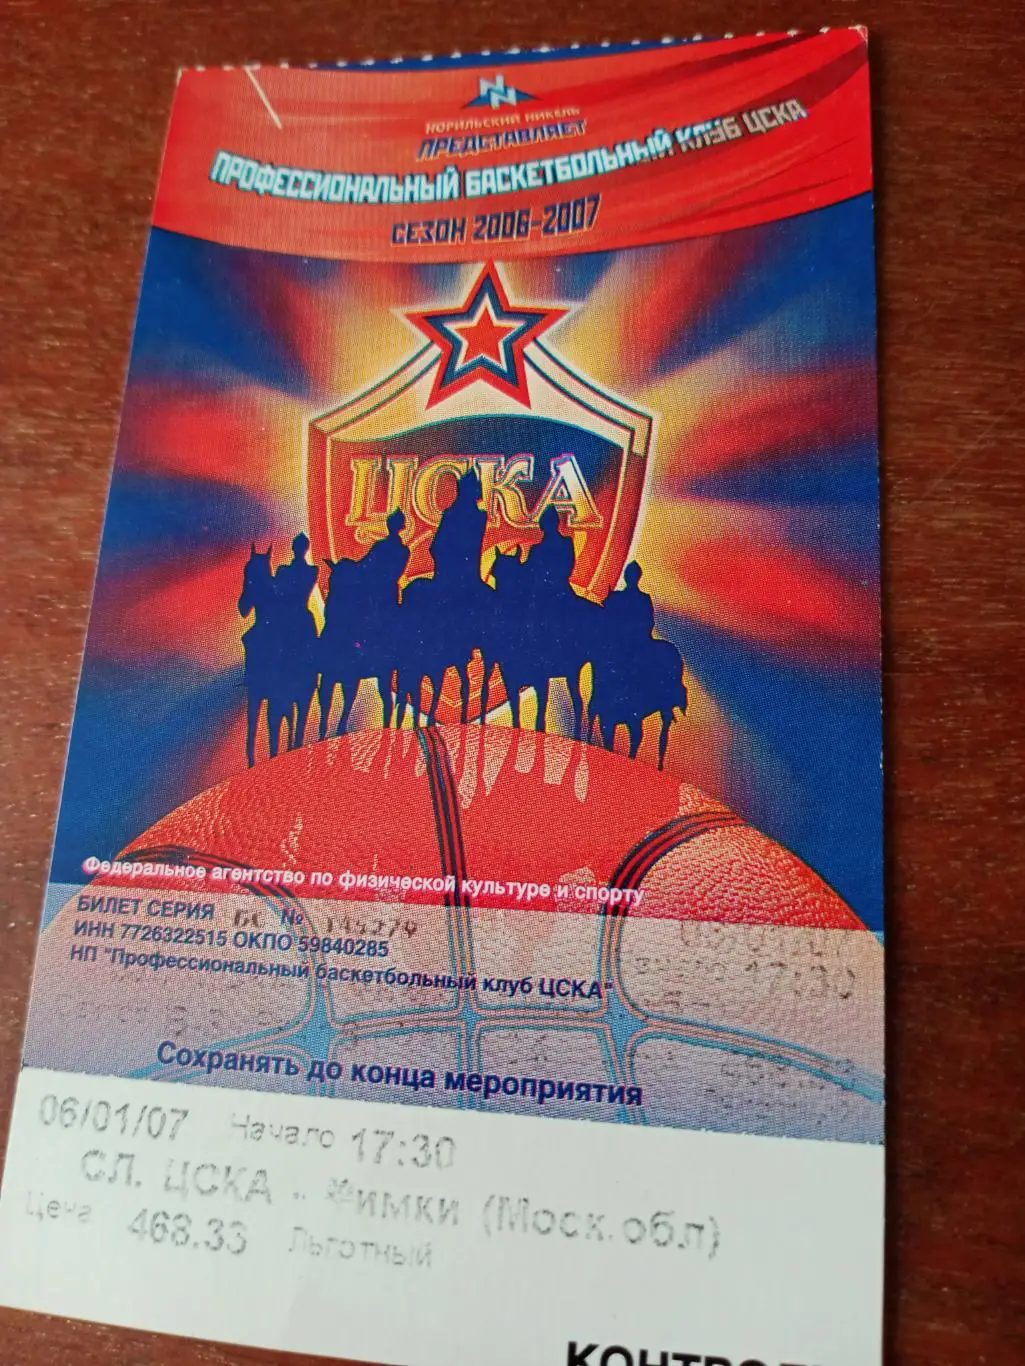 НОРИЛЬСКИЙ НИКЕЛЬ
ПРЕДСТАВЛЯЕТ
ПРОФЕССИОНАЛЬНЫЙ БАСКЕТБОЛЬНЫЙ КЛУБ ЦСКА
СЕЗОН 2006-2007
ЦСКА
Федеральное агентство по физической культуре и спорту
БИЛЕТ СЕРИЯ БС №
ИНН 7726322515 ОКПО 59840285
НП "Профессиональный баскетбольный клуб ЦСКА"
17:30
Сохранять до конца мероприятия
06/01/07 Начало 17:30
СЛ. ЦСКА - Химки (Моск.обл)
Цена 468.33 Льготный